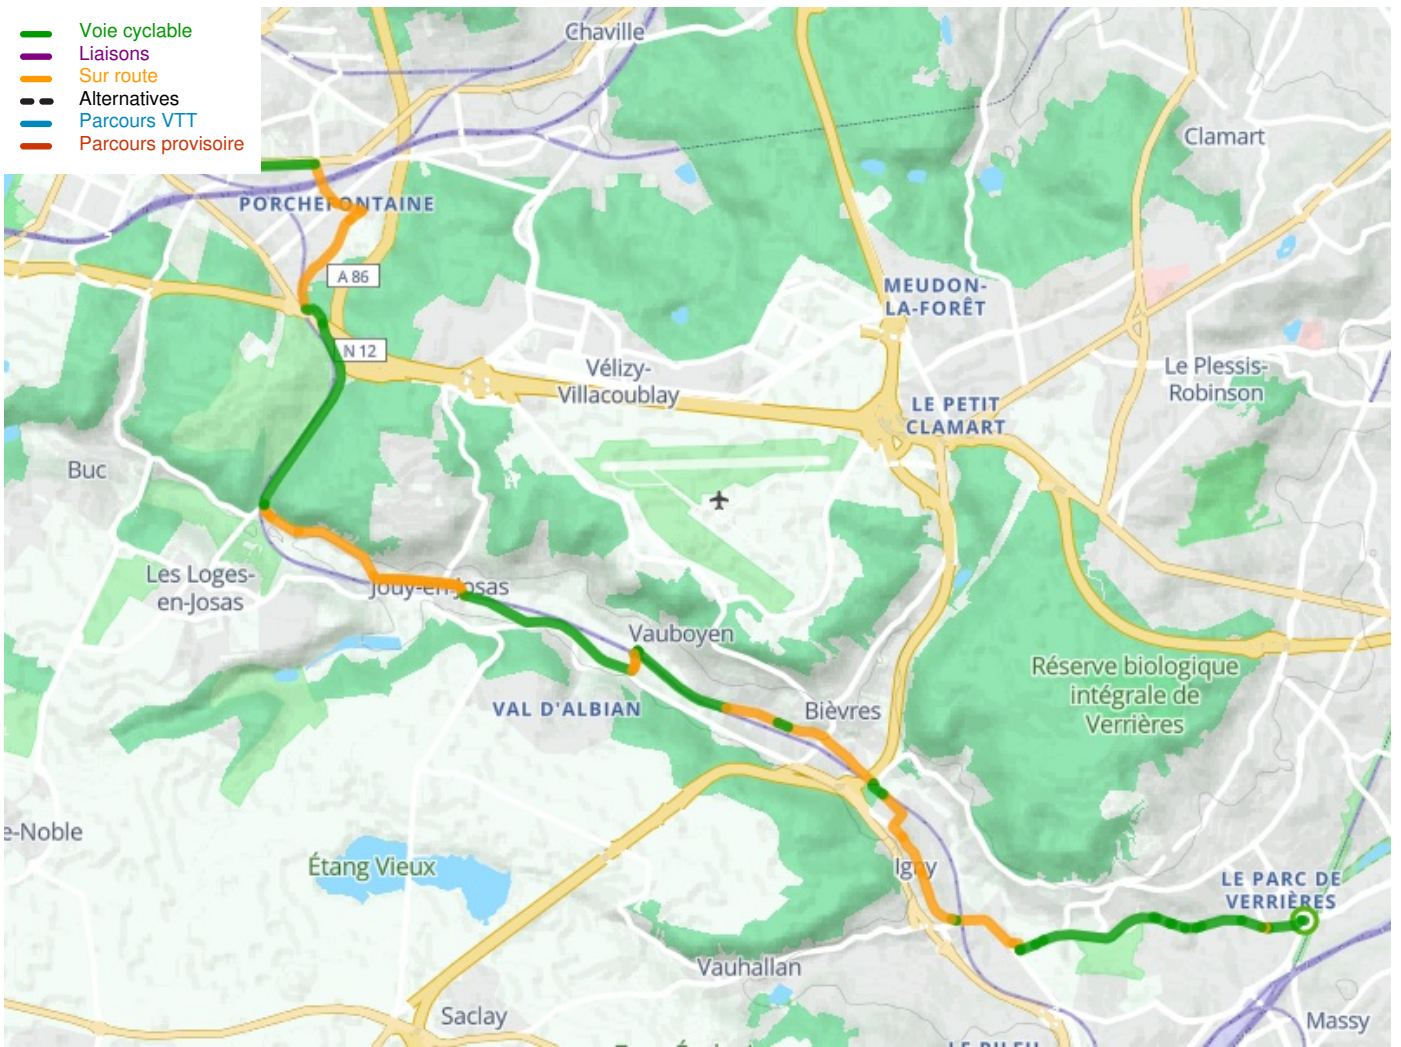 Voie cyclable
Liaisons
Sur route
Alternatives
Parcours VTT
Parcours provisoire
Chaville
Clamart
PORCHEFONTAINE
A 86
MEUDON-
LA-FORÊT
N 12
Vélizy-
Villacoublay
Le Plessis-
Robinson
LE PETIT
CLAMART
Buc
Les Loges-
en-Josas
Jouy-en-Josas
Vauboyen
Réserve biologique
intégrale de
Verrières
VAL D'ALBIAN
Bièvres
e-Noble
Étang Vieux
Igny
LE PARC DE
VERRIÈRES
Vauhallan
Saclay
Massy